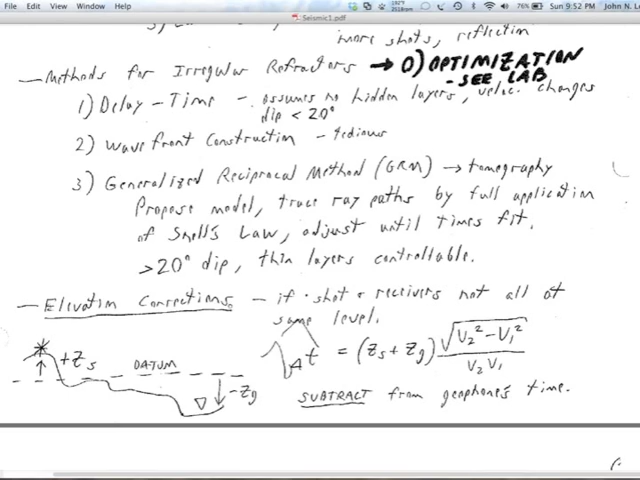 File Edit View Window Help 76% Sun 9:52 PM John N. Lo
Seismic1.pdf
more shots, reflection
— Methods for Irregular Refractors → 0) OPTIMIZATION
- SEE LAB
1) Delay-Time - assumes no hidden layers, veloc. changes
dip < 20°
2) Wavefront Construction - tedious
3) Generalized Reciprocal Method (GRM) → tomography
Propose model, trace ray paths by full application
of Snell's Law, adjust until times fit.
>20° dip, thin layers controllable.
— Elevation Corrections - if shot & receivers not all at
same level.
+Zs DATUM -Zg
Δt = (Zs + Zg) √(V2² - V1²) / V2 V1
SUBTRACT from geophone's time.